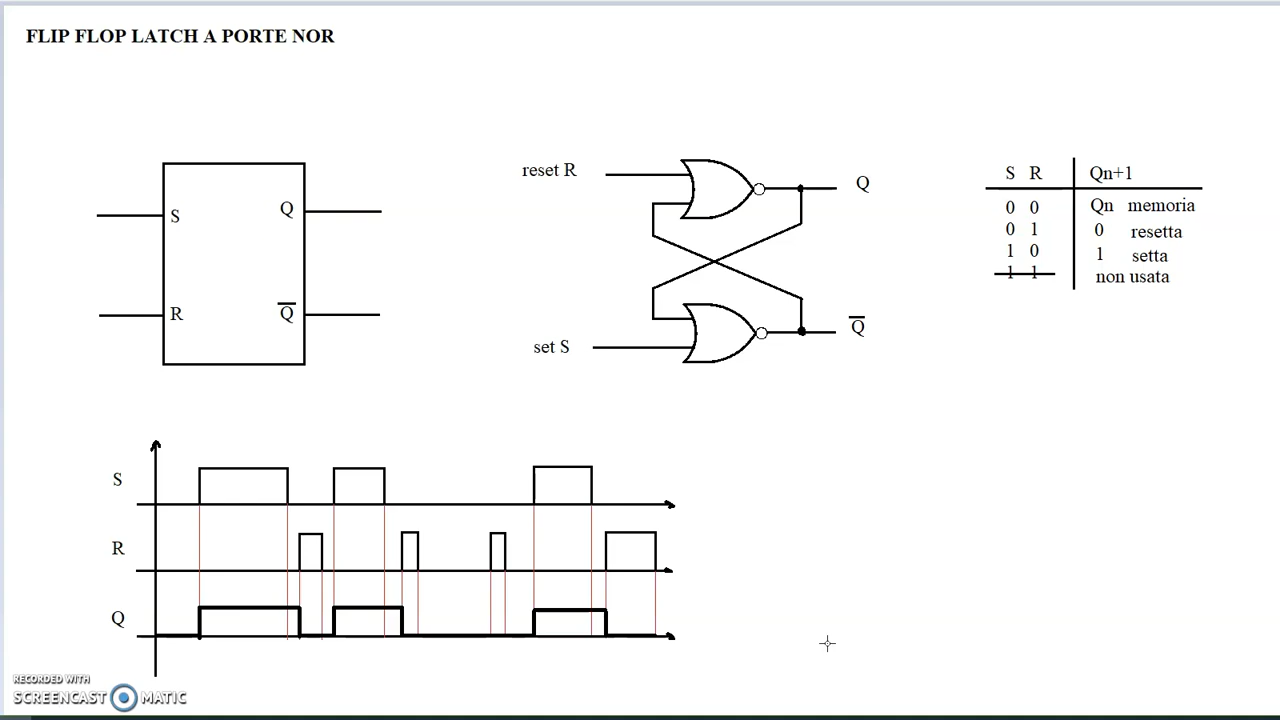 FLIP FLOP LATCH A PORTE NOR
S Q
R Q
reset R
Q
set S
Q
S R Qn+1
0 0 Qn memoria
0 1 0 resetta
1 0 1 setta
1 1 non usata
S
R
Q
RECORDED WITH
SCREENCAST MATIC